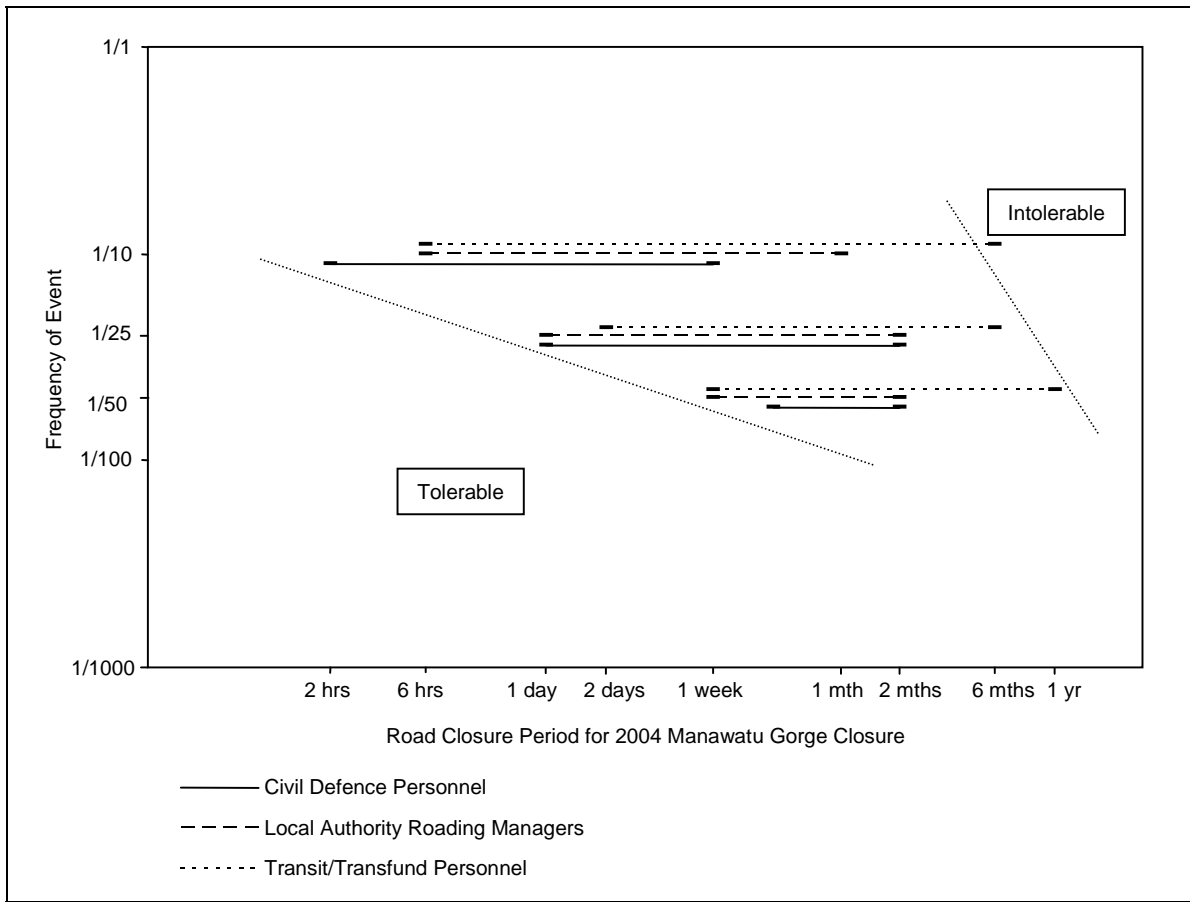 1/1
Intolerable
1/10
1/25
1/50
1/100
1/1000
Frequency of Event
Tolerable
2 hrs 6 hrs 1 day 2 days 1 week 1 mth 2 mths 6 mths 1 yr
Road Closure Period for 2004 Manawatu Gorge Closure
Civil Defence Personnel
Local Authority Roading Managers
Transit/Transfund Personnel